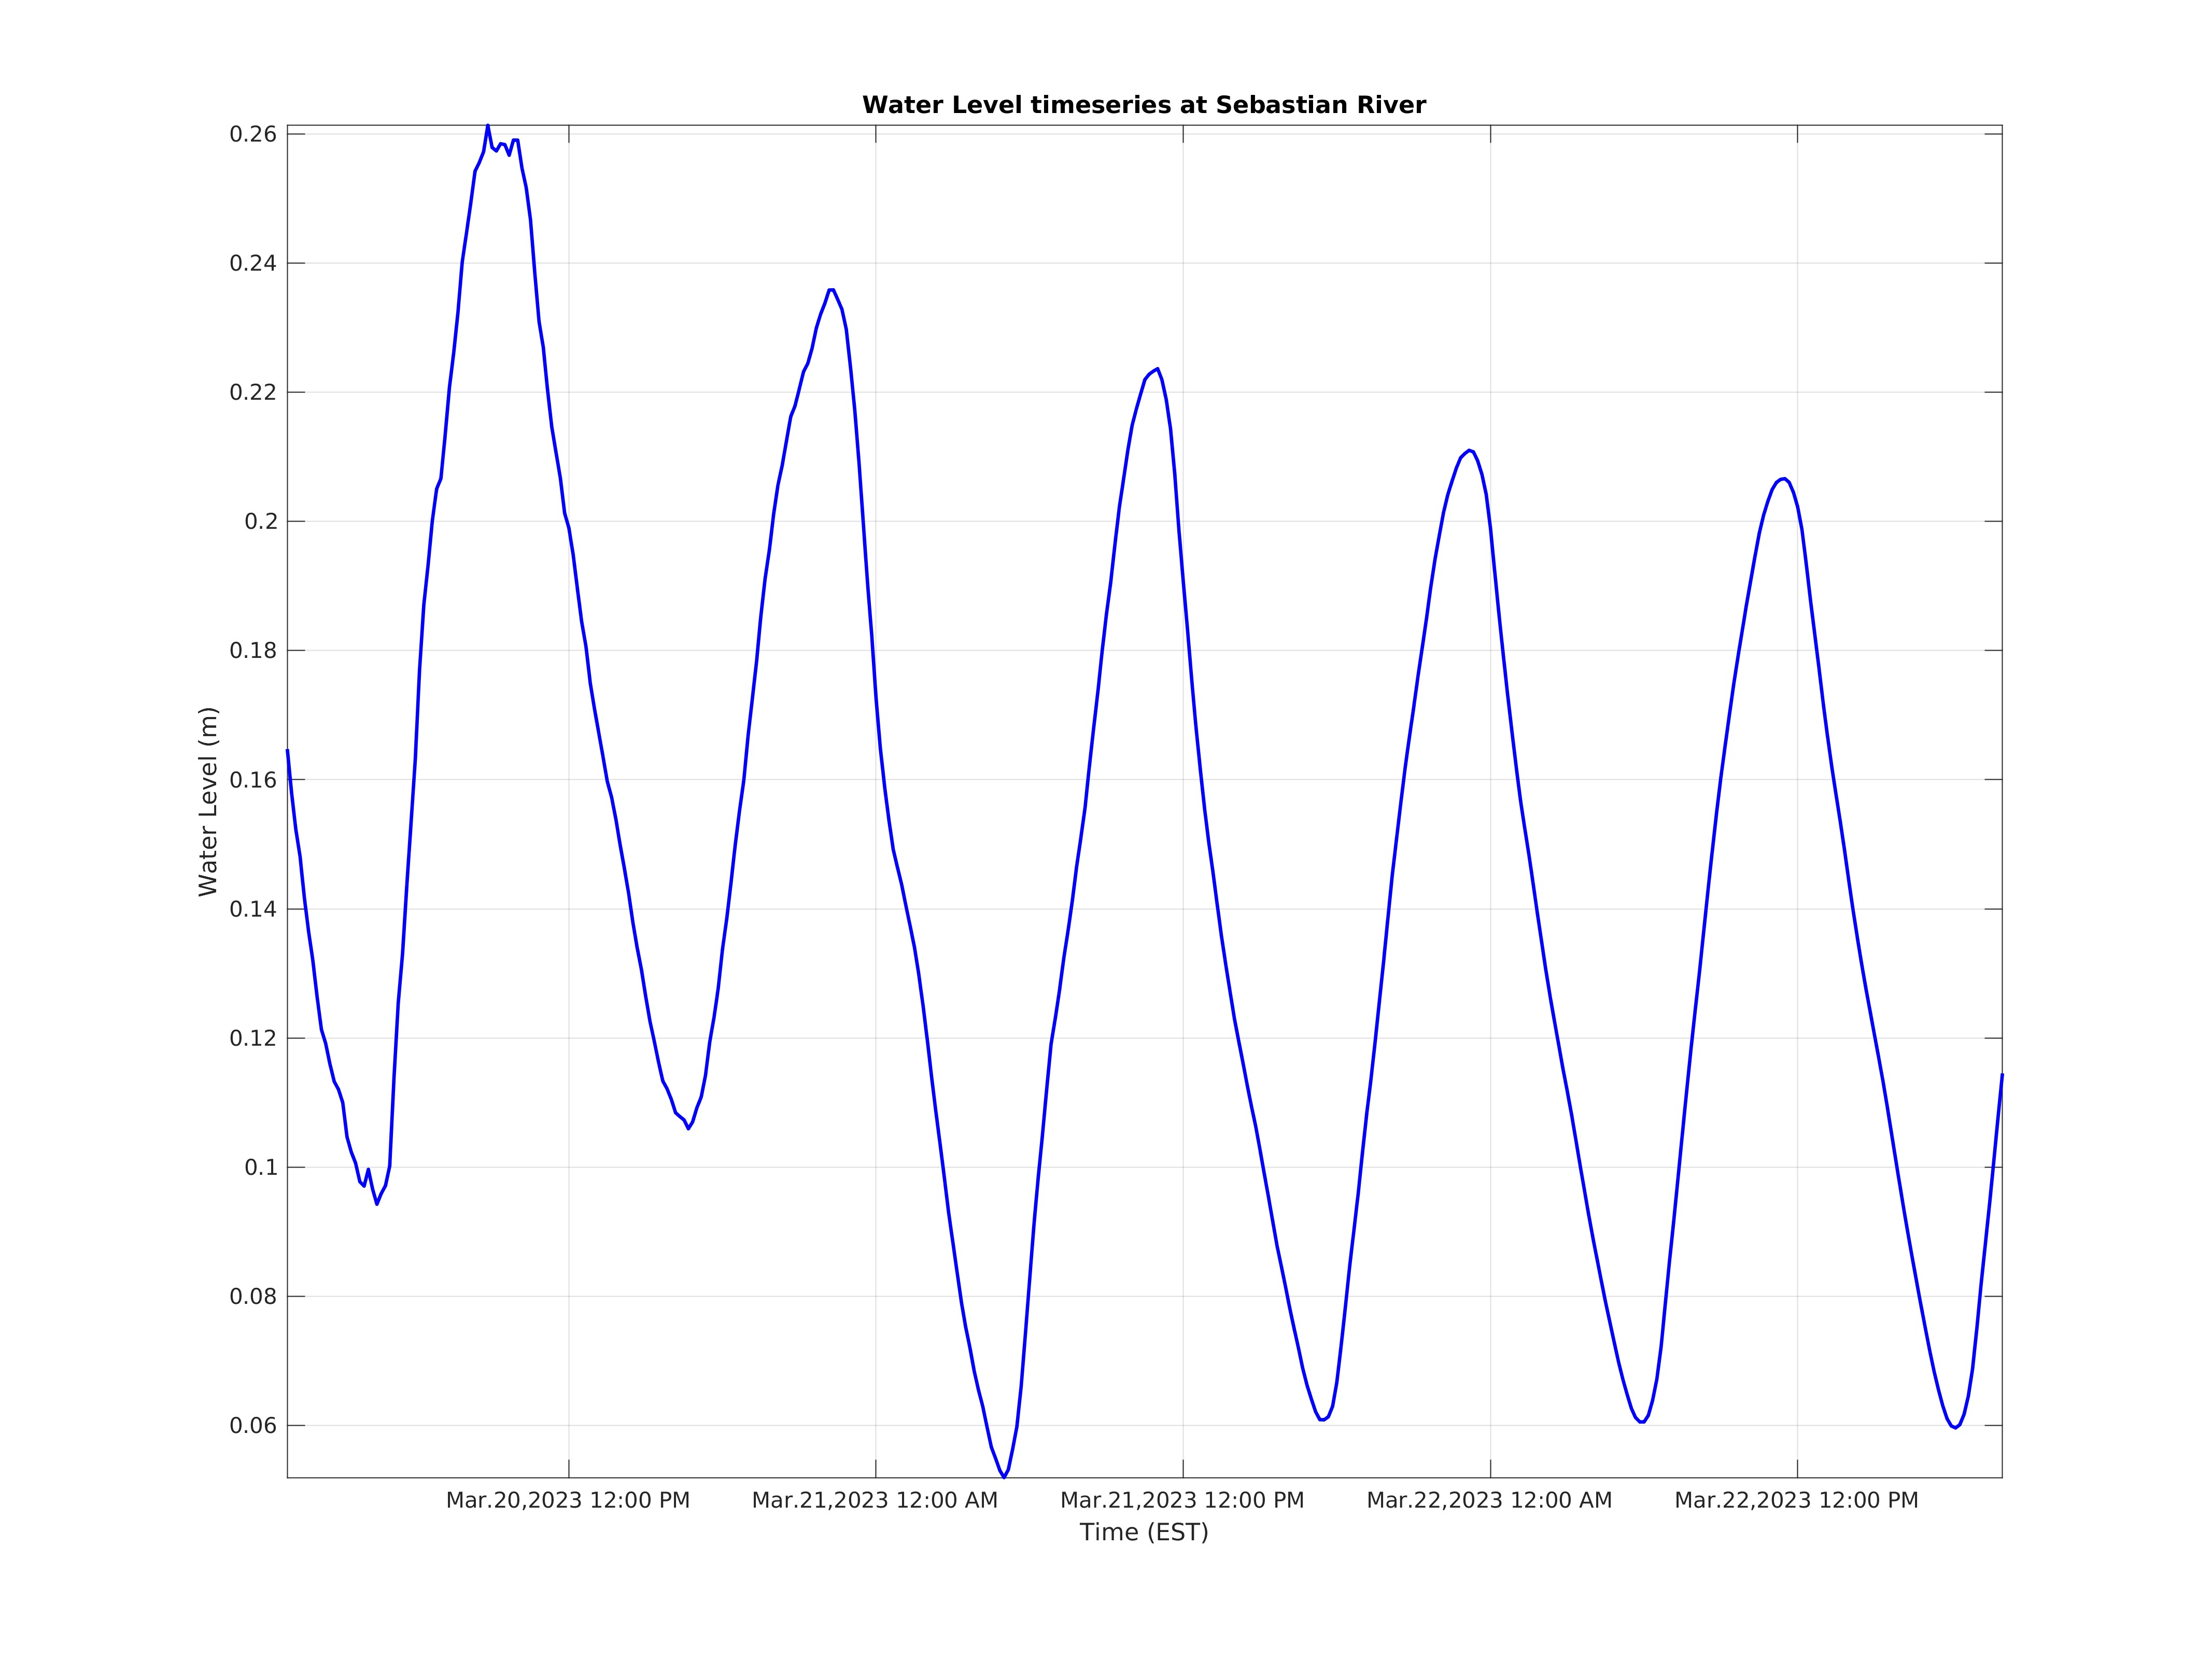 Water Level timeseries at Sebastian River
0.26
0.24
0.22
0.2
0.18
0.16
0.14
0.12
0.1
0.08
0.06
Water Level (m)
Mar.20,2023 12:00 PM Mar.21,2023 12:00 AM Mar.21,2023 12:00 PM Mar.22,2023 12:00 AM Mar.22,2023 12:00 PM
Time (EST)